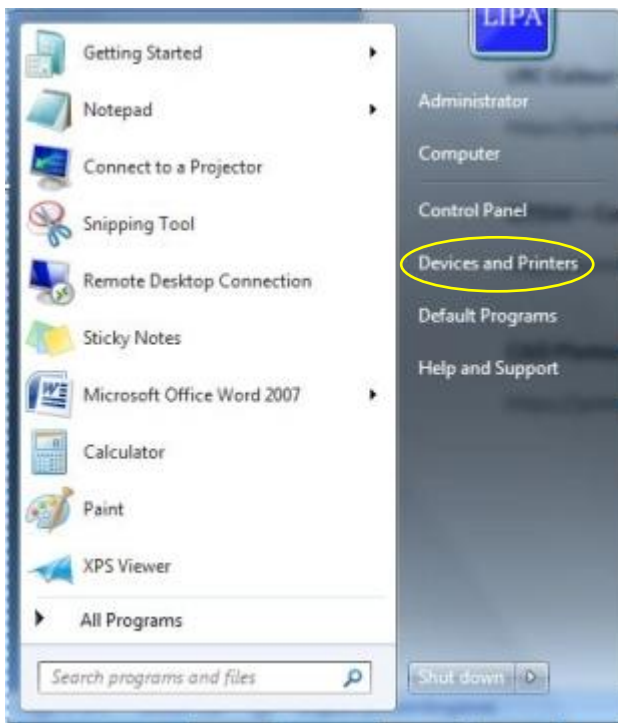 LIPA
Getting Started
Notepad
Connect to a Projector
Snipping Tool
Remote Desktop Connection
Sticky Notes
Microsoft Office Word 2007
Calculator
Paint
XPS Viewer
All Programs
Search programs and files
Administrator
Computer
Control Panel
Devices and Printers
Default Programs
Help and Support
Shut down